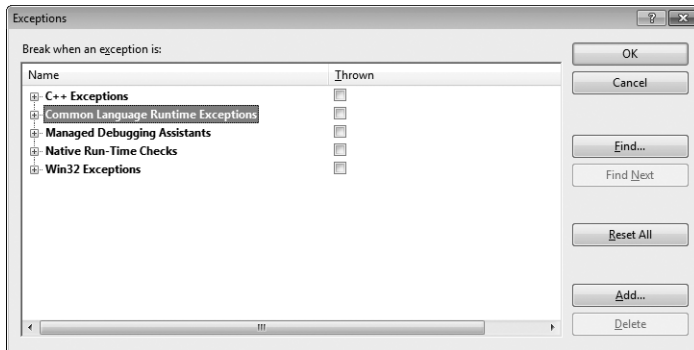 Exceptions
Break when an exception is:
Name Thrown
C++ Exceptions
Common Language Runtime Exceptions
Managed Debugging Assistants
Native Run-Time Checks
Win32 Exceptions
OK
Cancel
Find...
Find Next
Reset All
Add...
Delete